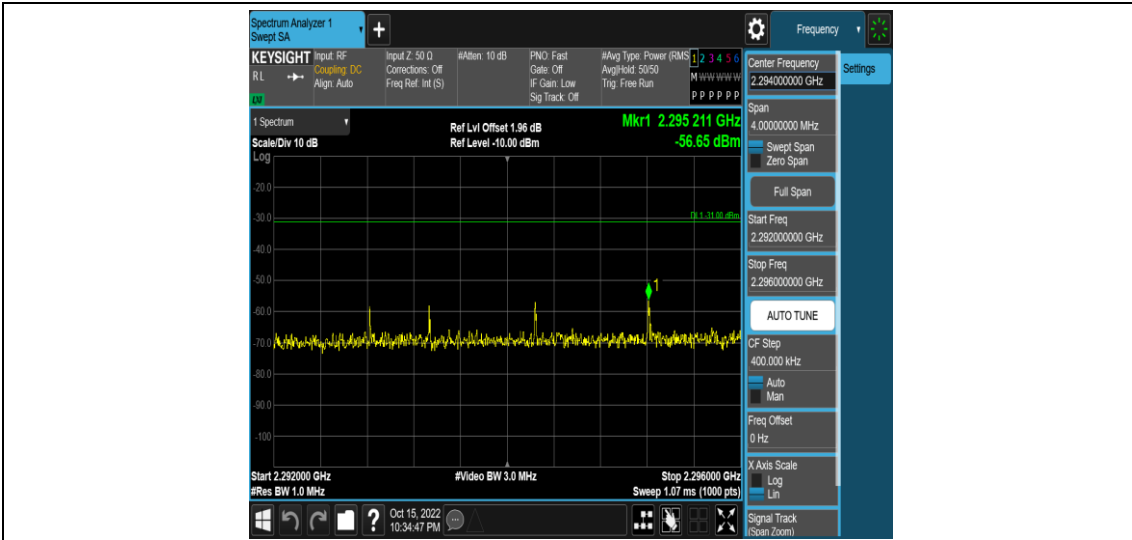 Spectrum Analyzer 1
Swept SA
+
Frequency
KEYSIGHT
RL
LXI
Input: RF
Coupling: DC
Align: Auto
Input Z: 50 Ω
Corrections: Off
Freq Ref: Int (S)
#Atten: 10 dB
PNO: Fast
Gate: Off
IF Gain: Low
Sig Track: Off
#Avg Type: Power (RMS
Avg|Hold: 50/50
Trig: Free Run
1 2 3 4 5 6
M W W W W W
P P P P P P
1 Spectrum
Scale/Div 10 dB
Log
Ref Lvl Offset 1.96 dB
Ref Level -10.00 dBm
Mkr1 2.295 211 GHz
-56.65 dBm
-20.0
-30.0
DL1 -31.00 dBm
-40.0
-50.0
1
-60.0
-70.0
-80.0
-90.0
-100
Start 2.292000 GHz
#Res BW 1.0 MHz
#Video BW 3.0 MHz
Stop 2.296000 GHz
Sweep 1.07 ms (1000 pts)
Center Frequency
2.294000000 GHz
Settings
Span
4.00000000 MHz
Swept Span
Zero Span
Full Span
Start Freq
2.292000000 GHz
Stop Freq
2.296000000 GHz
AUTO TUNE
CF Step
400.000 kHz
Auto
Man
Freq Offset
0 Hz
X Axis Scale
Log
Lin
Signal Track
(Span Zoom)
?
Oct 15, 2022
10:34:47 PM